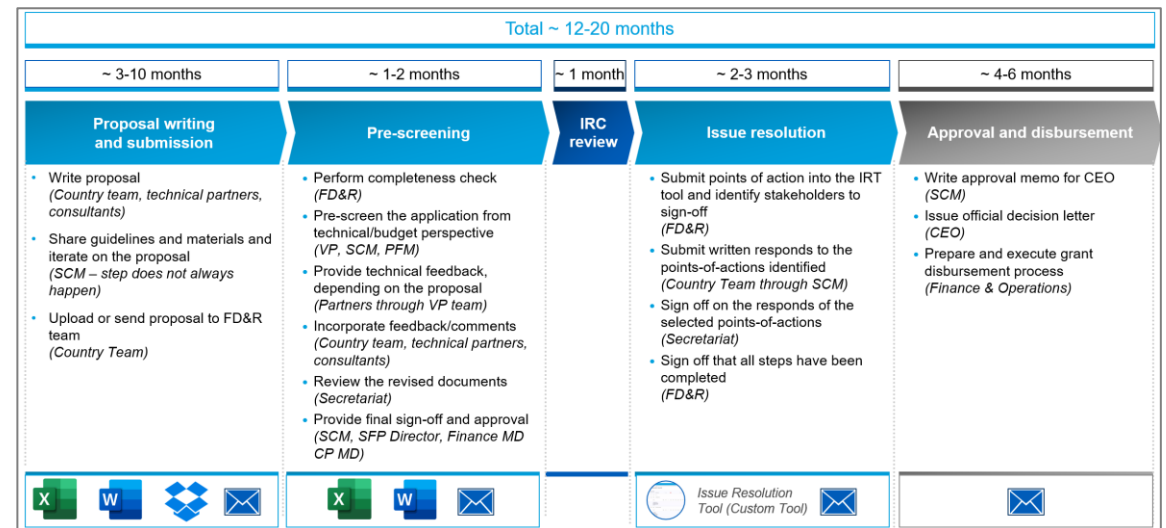 Total ~ 12-20 months
~ 3-10 months
~ 1-2 months
~ 1 month
~ 2-3 months
~ 4-6 months
Proposal writing
and submission
Pre-screening
IRC
review
Issue resolution
Approval and disbursement
• Write proposal
(Country team, technical partners,
consultants)
• Share guidelines and materials and
iterate on the proposal
(SCM – step does not always
happen)
• Upload or send proposal to FD&R
team
(Country Team)
• Perform completeness check
(FD&R)
• Pre-screen the application from
technical/budget perspective
(VP, SCM, PFM)
• Provide technical feedback,
depending on the proposal
(Partners through VP team)
• Incorporate feedback/comments
(Country team, technical partners,
consultants)
• Review the revised documents
(Secretariat)
• Provide final sign-off and approval
(SCM, SFP Director, Finance MD
CP MD)
• Submit points of action into the IRT
tool and identify stakeholders to
sign-off
(FD&R)
• Submit written responds to the
points-of-actions identified
(Country Team through SCM)
• Sign off on the responds of the
selected points-of-actions
(Secretariat)
• Sign off that all steps have been
completed
(FD&R)
• Write approval memo for CEO
(SCM)
• Issue official decision letter
(CEO)
• Prepare and execute grant
disbursement process
(Finance & Operations)
X
W
X
W
Issue Resolution
Tool (Custom Tool)